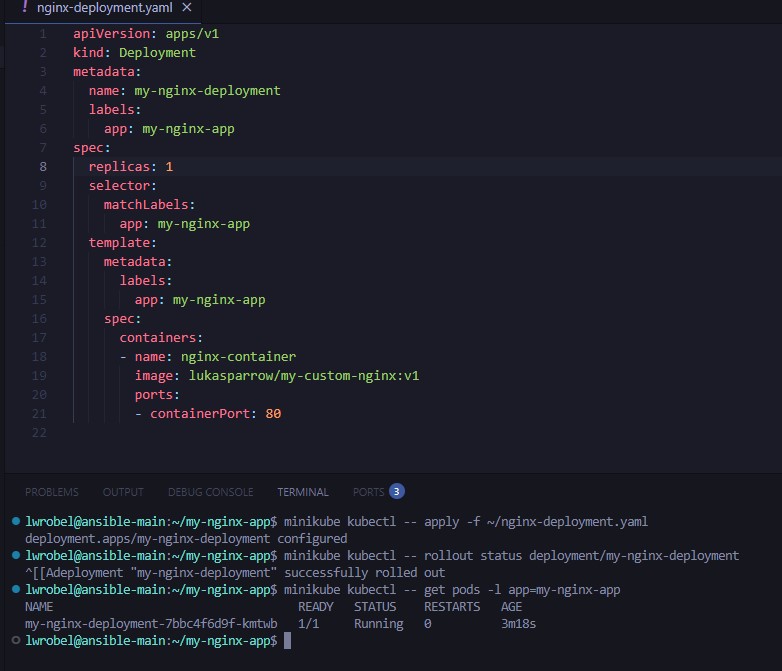 ! nginx-deployment.yaml ×
1 apiVersion: apps/v1
2 kind: Deployment
3 metadata:
4   name: my-nginx-deployment
5   labels:
6     app: my-nginx-app
7 spec:
8   replicas: 1
9   selector:
10     matchLabels:
11       app: my-nginx-app
12   template:
13     metadata:
14       labels:
15         app: my-nginx-app
16     spec:
17       containers:
18       - name: nginx-container
19         image: lukasparrow/my-custom-nginx:v1
20         ports:
21         - containerPort: 80
22
PROBLEMS OUTPUT DEBUG CONSOLE TERMINAL PORTS 3
lwrobel@ansible-main:~/my-nginx-app$ minikube kubectl -- apply -f ~/nginx-deployment.yaml
deployment.apps/my-nginx-deployment configured
lwrobel@ansible-main:~/my-nginx-app$ minikube kubectl -- rollout status deployment/my-nginx-deployment
^[[Adeployment "my-nginx-deployment" successfully rolled out
lwrobel@ansible-main:~/my-nginx-app$ minikube kubectl -- get pods -l app=my-nginx-app
NAME READY STATUS RESTARTS AGE
my-nginx-deployment-7bbc4f6d9f-kmtwb 1/1 Running 0 3m18s
lwrobel@ansible-main:~/my-nginx-app$